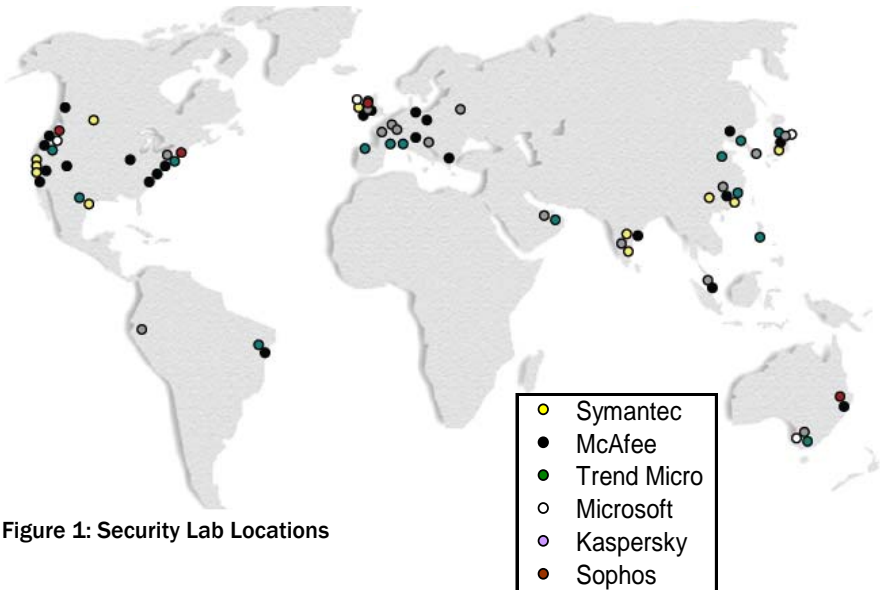 Symantec
McAfee
Trend Micro
Microsoft
Kaspersky
Sophos
Figure 1: Security Lab Locations